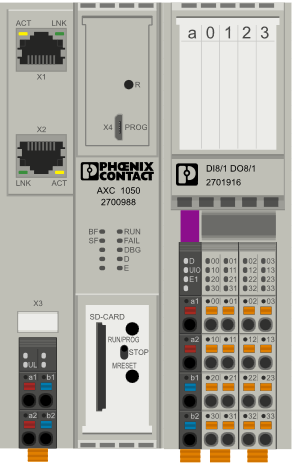 ACT LNK
X1
X2
LNK ACT
X3
UL
a1 b1
a2 b2
R
X4 PROG
PHŒNIX
CONTACT
AXC 1050
2700988
BF RUN
SF FAIL
DBG
D
E
SD-CARD
RUN/PROG
STOP
MRESET
a 0 1 2 3
DI8/1 DO8/1
2701916
D 00 01 02 03
UIO 10 11 12 13
E1 20 21 22 23
30 31 32 33
a1 00 01 02 03
a2 10 11 12 13
b1 20 21 22 23
b2 30 31 32 33